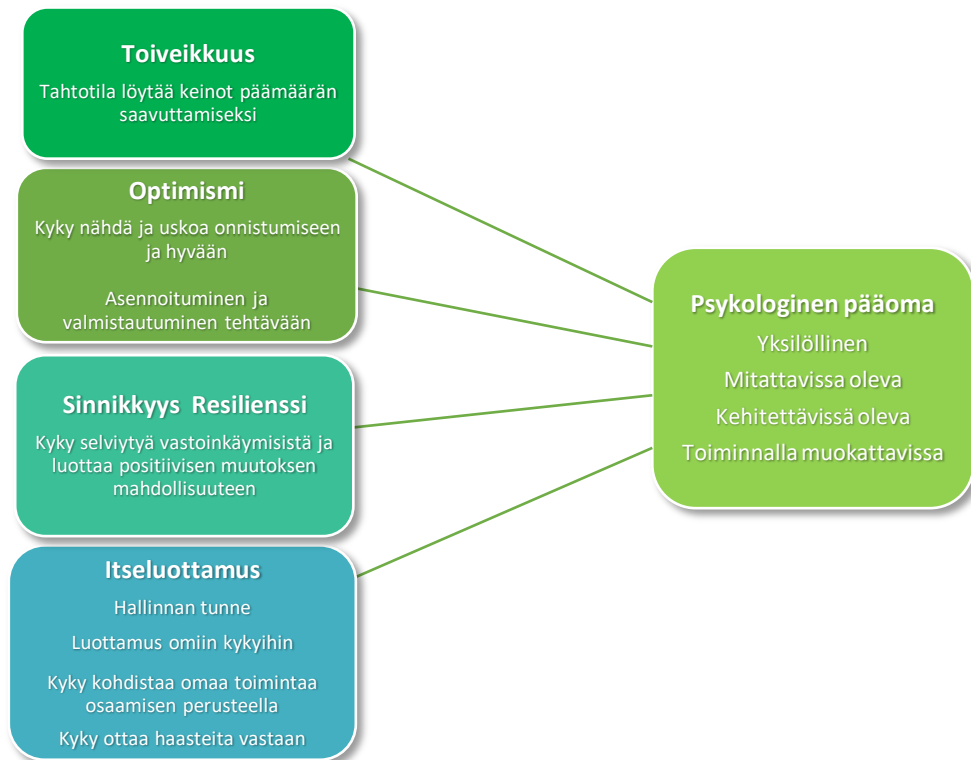 Toiveikkuus
Tahtotila löytää keinot päämäärän
saavuttamiseksi
Optimismi
Kyky nähdä ja uskoa onnistumiseen
ja hyvään
Asennoituminen ja
valmistautuminen tehtävään
Sinnikkyys Resilienssi
Kyky selviytyä vastoinkäymisistä ja
luottaa positiivisen muutoksen
mahdollisuuteen
Itseluottamus
Hallinnan tunne
Luottamus omiin kykyihin
Kyky kohdistaa omaa toimintaa
osaamisen perusteella
Kyky ottaa haasteita vastaan
Psykologinen pääoma
Yksilöllinen
Mitattavissa oleva
Kehitettävissä oleva
Toiminnalla muokattavissa